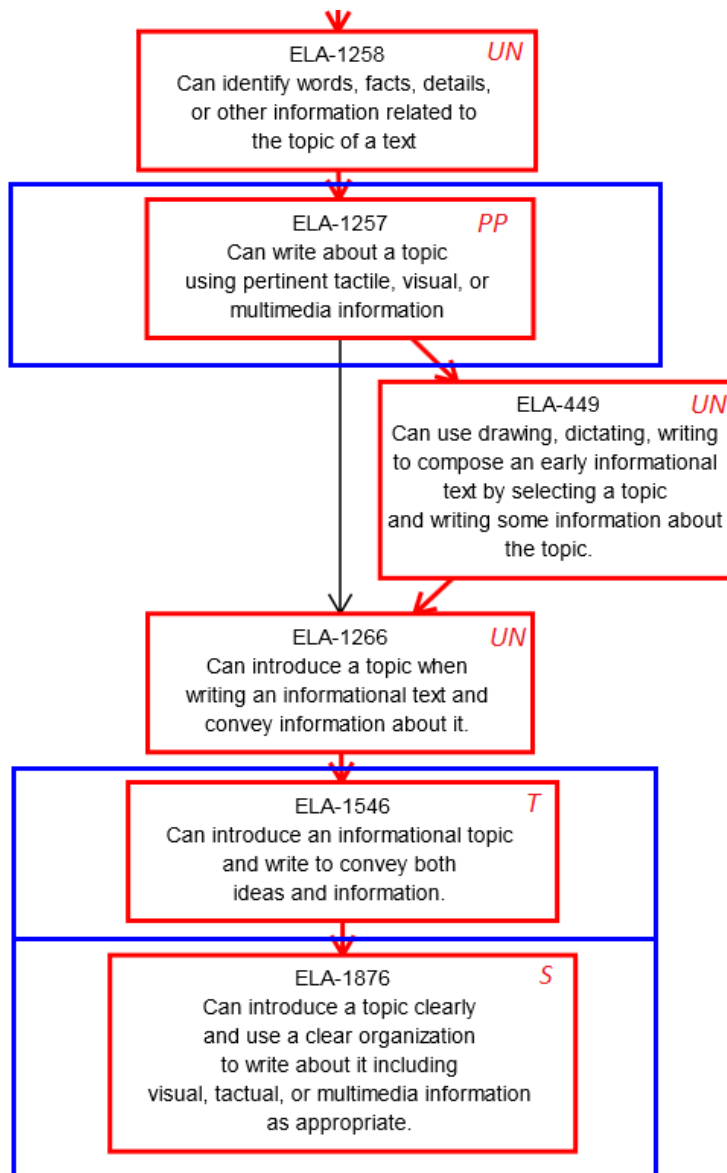 ELA-1258 UN
Can identify words, facts, details,
or other information related to
the topic of a text
ELA-1257 PP
Can write about a topic
using pertinent tactile, visual, or
multimedia information
ELA-449 UN
Can use drawing, dictating, writing
to compose an early informational
text by selecting a topic
and writing some information about
the topic.
ELA-1266 UN
Can introduce a topic when
writing an informational text and
convey information about it.
ELA-1546 T
Can introduce an informational topic
and write to convey both
ideas and information.
ELA-1876 S
Can introduce a topic clearly
and use a clear organization
to write about it including
visual, tactual, or multimedia information
as appropriate.